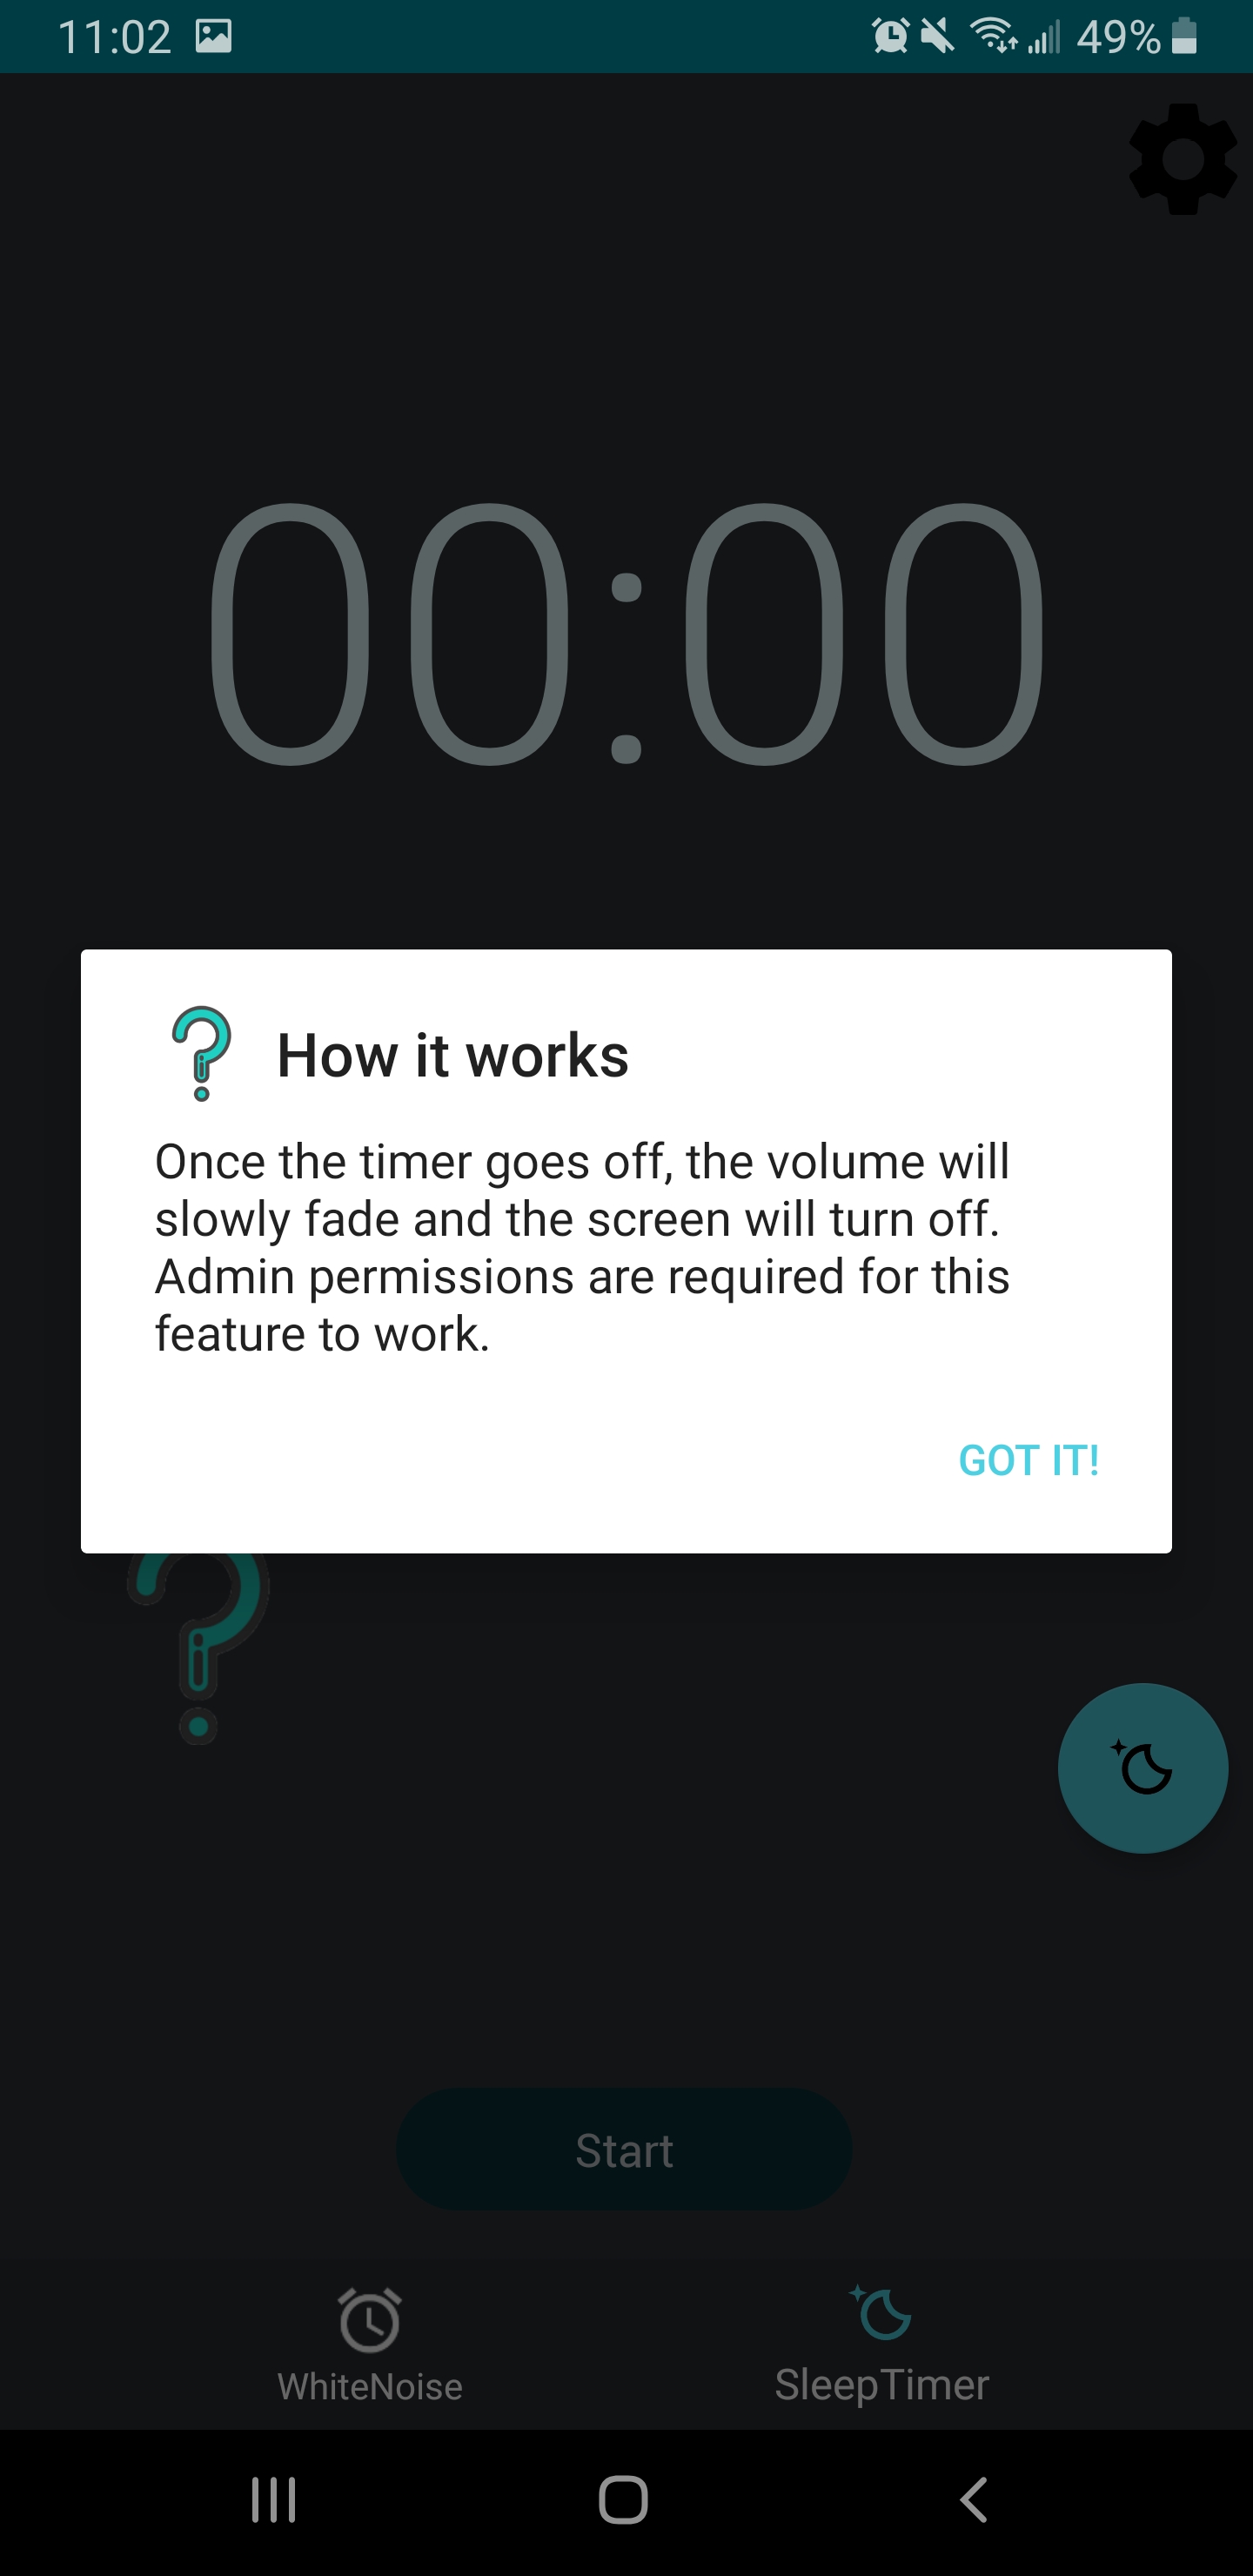 11:02
49%
00:00
How it works
Once the timer goes off, the volume will
slowly fade and the screen will turn off.
Admin permissions are required for this
feature to work.
GOT IT!
Start
WhiteNoise
SleepTimer